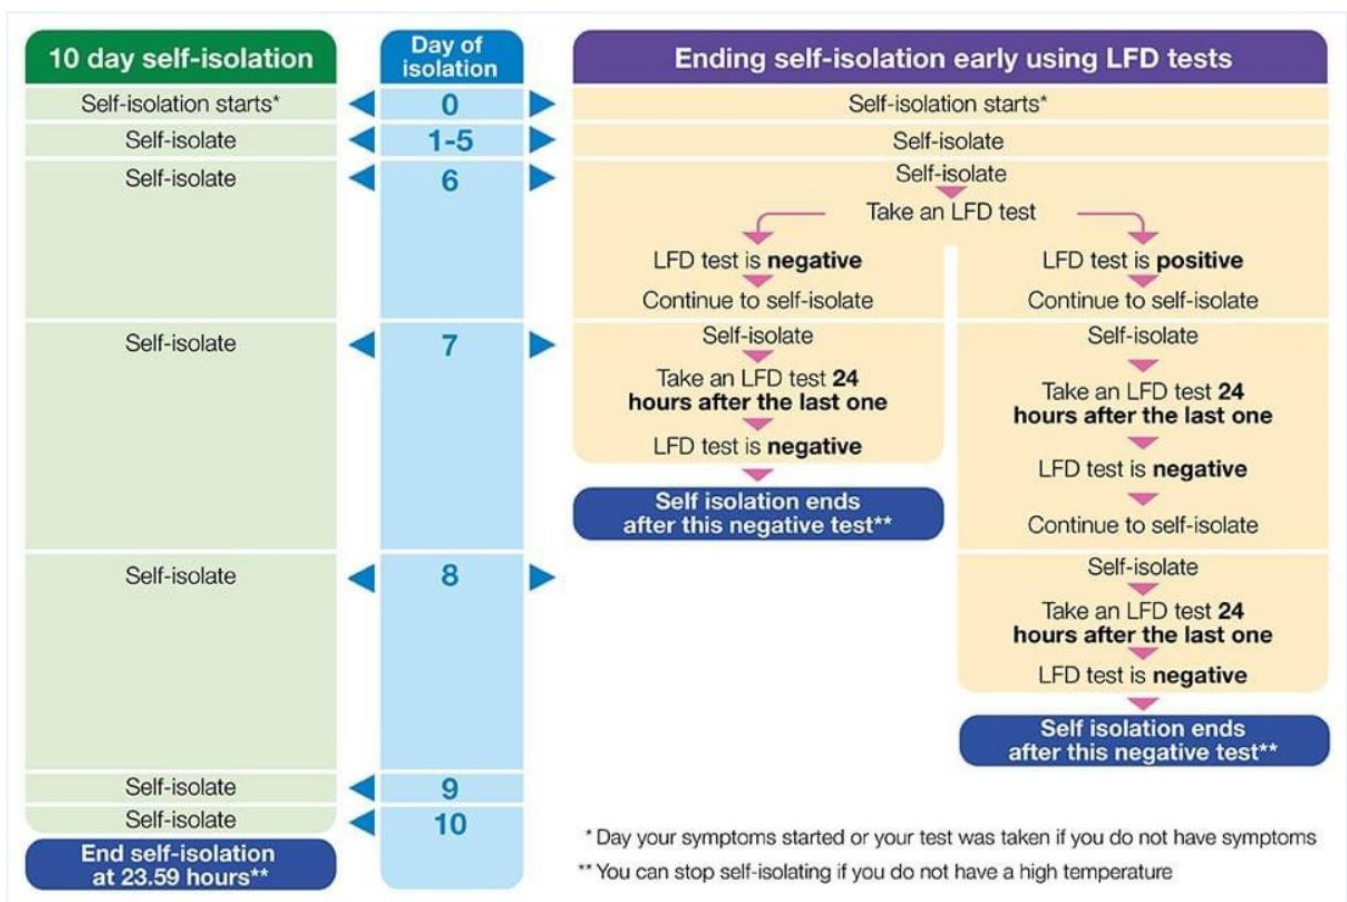 10 day self-isolation
Day of
isolation
Ending self-isolation early using LFD tests
Self-isolation starts*
0
Self-isolation starts*
Self-isolate
1-5
Self-isolate
Self-isolate
6
Self-isolate
Take an LFD test
LFD test is negative
LFD test is positive
Continue to self-isolate
Continue to self-isolate
Self-isolate
7
Self-isolate
Take an LFD test 24
hours after the last one
LFD test is negative
Self isolation ends
after this negative test**
Self-isolate
Take an LFD test 24
hours after the last one
LFD test is negative
Continue to self-isolate
Self-isolate
8
Self-isolate
Take an LFD test 24
hours after the last one
LFD test is negative
Self isolation ends
after this negative test**
Self-isolate
9
Self-isolate
10
End self-isolation
at 23.59 hours**
* Day your symptoms started or your test was taken if you do not have symptoms
** You can stop self-isolating if you do not have a high temperature